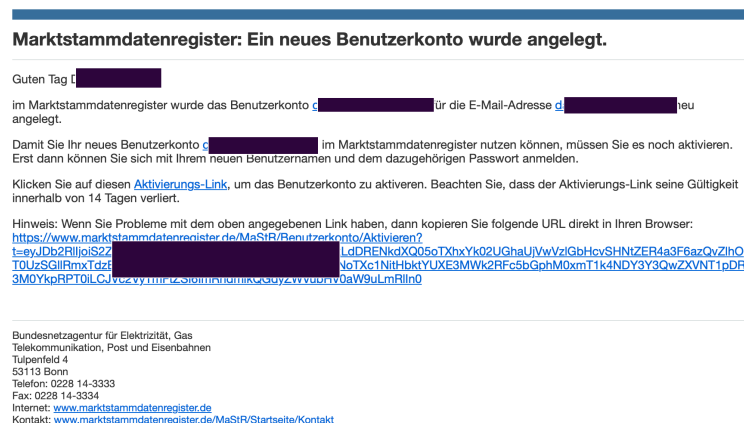 Marktstammdatenregister: Ein neues Benutzerkonto wurde angelegt.
Guten Tag
im Marktstammdatenregister wurde das Benutzerkonto für die E-Mail-Adresse neu
angelegt.
Damit Sie Ihr neues Benutzerkonto im Marktstammdatenregister nutzen können, müssen Sie es noch aktivieren.
Erst dann können Sie sich mit Ihrem neuen Benutzernamen und dem dazugehörigen Passwort anmelden.
Klicken Sie auf diesen Aktivierungs-Link, um das Benutzerkonto zu aktiveren. Beachten Sie, dass der Aktivierungs-Link seine Gültigkeit
innerhalb von 14 Tagen verliert.
Hinweis: Wenn Sie Probleme mit dem oben angegebenen Link haben, dann kopieren Sie folgende URL direkt in Ihren Browser:
https://www.marktstammdatenregister.de/MaStR/Benutzerkonto/Aktivieren?
Bundesnetzagentur für Elektrizität, Gas
Telekommunikation, Post und Eisenbahnen
Tulpenfeld 4
53113 Bonn
Telefon: 0228 14-3333
Fax: 0228 14-3334
Internet: www.marktstammdatenregister.de
Kontakt: www.marktstammdatenregister.de/MaStR/Startseite/Kontakt